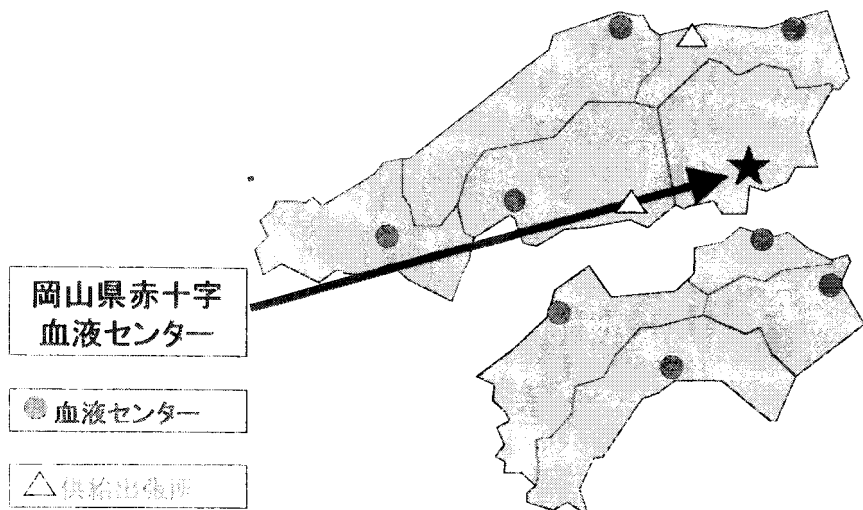 岡山県赤十字
血液センター
血液センター
供給出張所